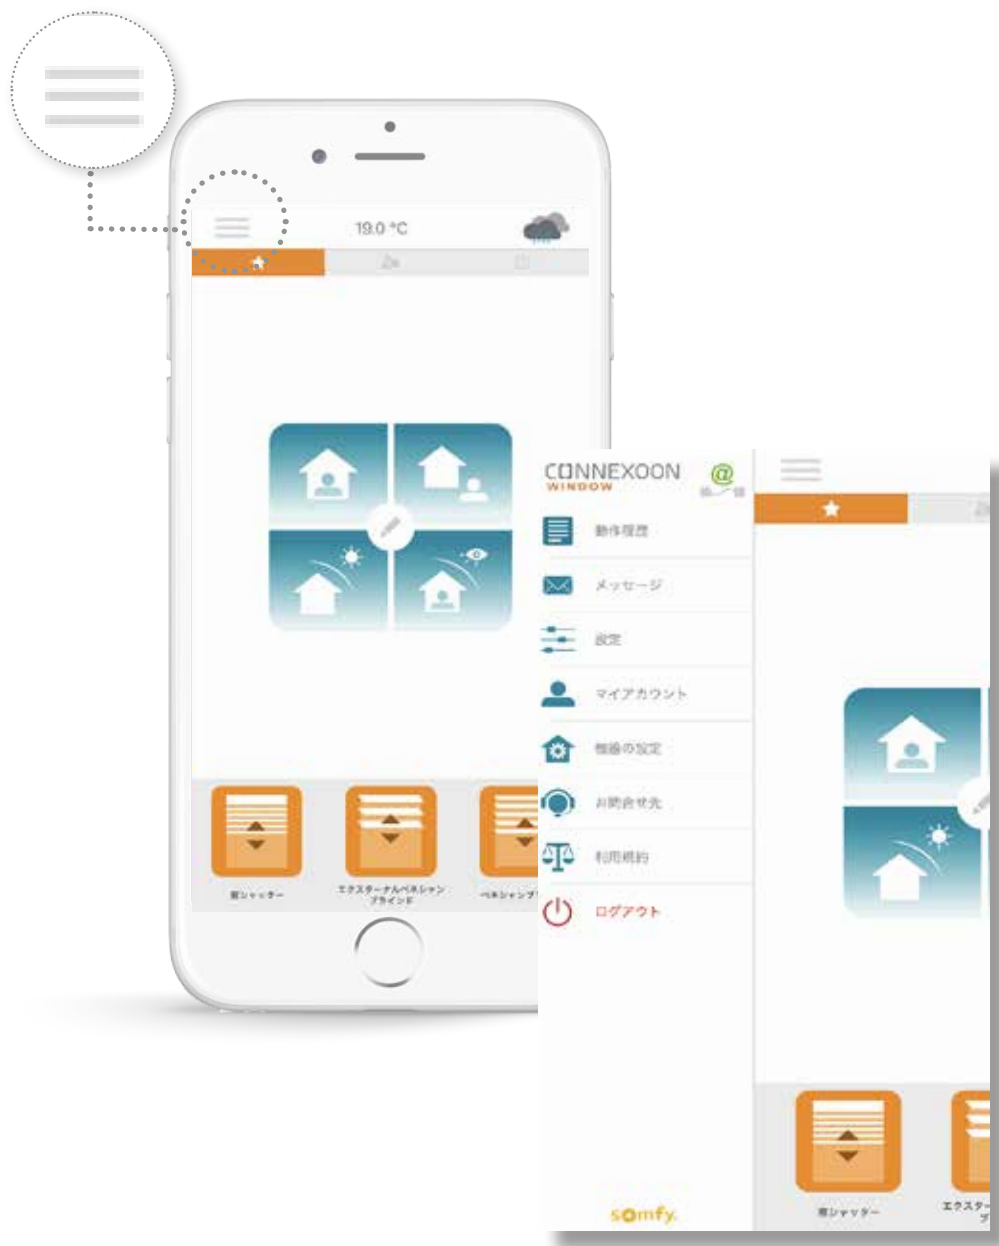 19.0 °C
窓シャッター
エクスターナルベネシャン
ブラインド
CONNEXOON
WINDOW
動作履歴
メッセージ
設定
マイアカウント
機器の設定
お問合せ先
利用規約
ログアウト
窓シャッター
somfy.